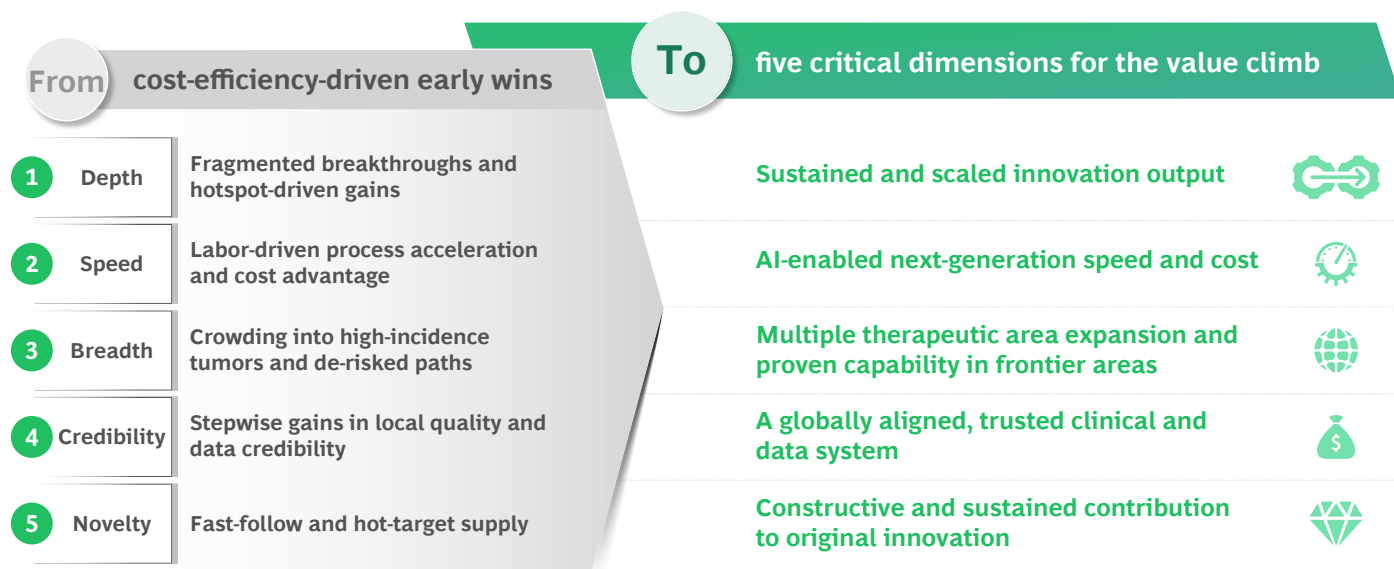 From
cost-efficiency-driven early wins
To
five critical dimensions for the value climb
1
Depth
Fragmented breakthroughs and
hotspot-driven gains
Sustained and scaled innovation output
2
Speed
Labor-driven process acceleration
and cost advantage
AI-enabled next-generation speed and cost
3
Breadth
Crowding into high-incidence
tumors and de-risked paths
Multiple therapeutic area expansion and
proven capability in frontier areas
4
Credibility
Stepwise gains in local quality and
data credibility
A globally aligned, trusted clinical and
data system
$
5
Novelty
Fast-follow and hot-target supply
Constructive and sustained contribution
to original innovation